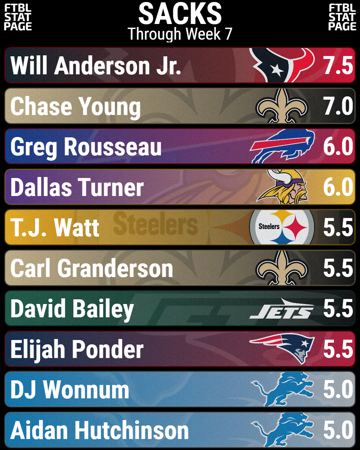 FTBL
STAT
PAGE
SACKS
Through Week 7
FTBL
STAT
PAGE
Will Anderson Jr. 7.5
Chase Young 7.0
Greg Rousseau 6.0
Dallas Turner 6.0
T.J. Watt Steelers Steelers 5.5
Carl Granderson 5.5
David Bailey JETS 5.5
Elijah Ponder 5.5
DJ Wonnum 5.0
Aidan Hutchinson 5.0